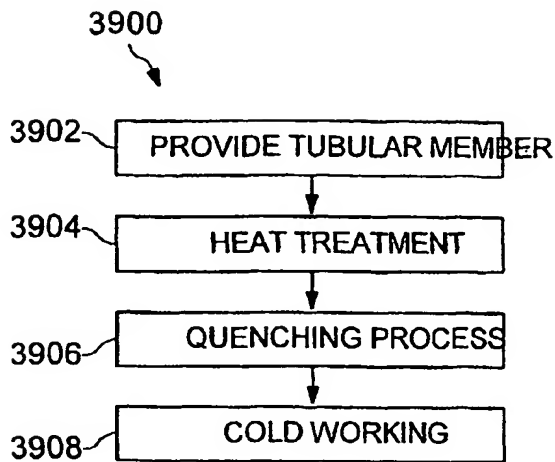 3900
3902 PROVIDE TUBULAR MEMBER
3904 HEAT TREATMENT
3906 QUENCHING PROCESS
3908 COLD WORKING